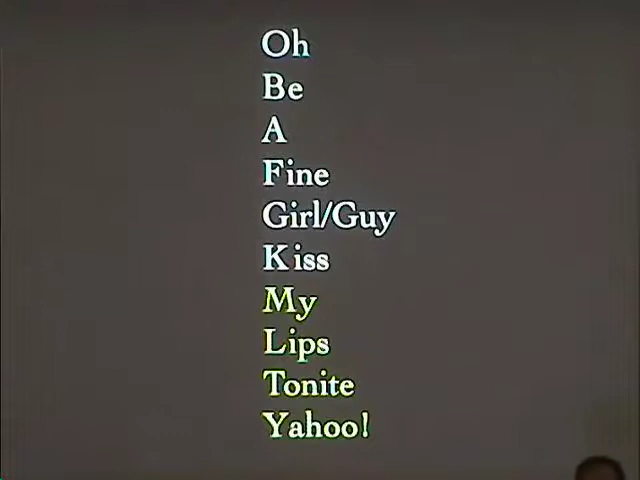 Oh
Be
A
Fine
Girl/Guy
Kiss
My
Lips
Tonite
Yahoo!